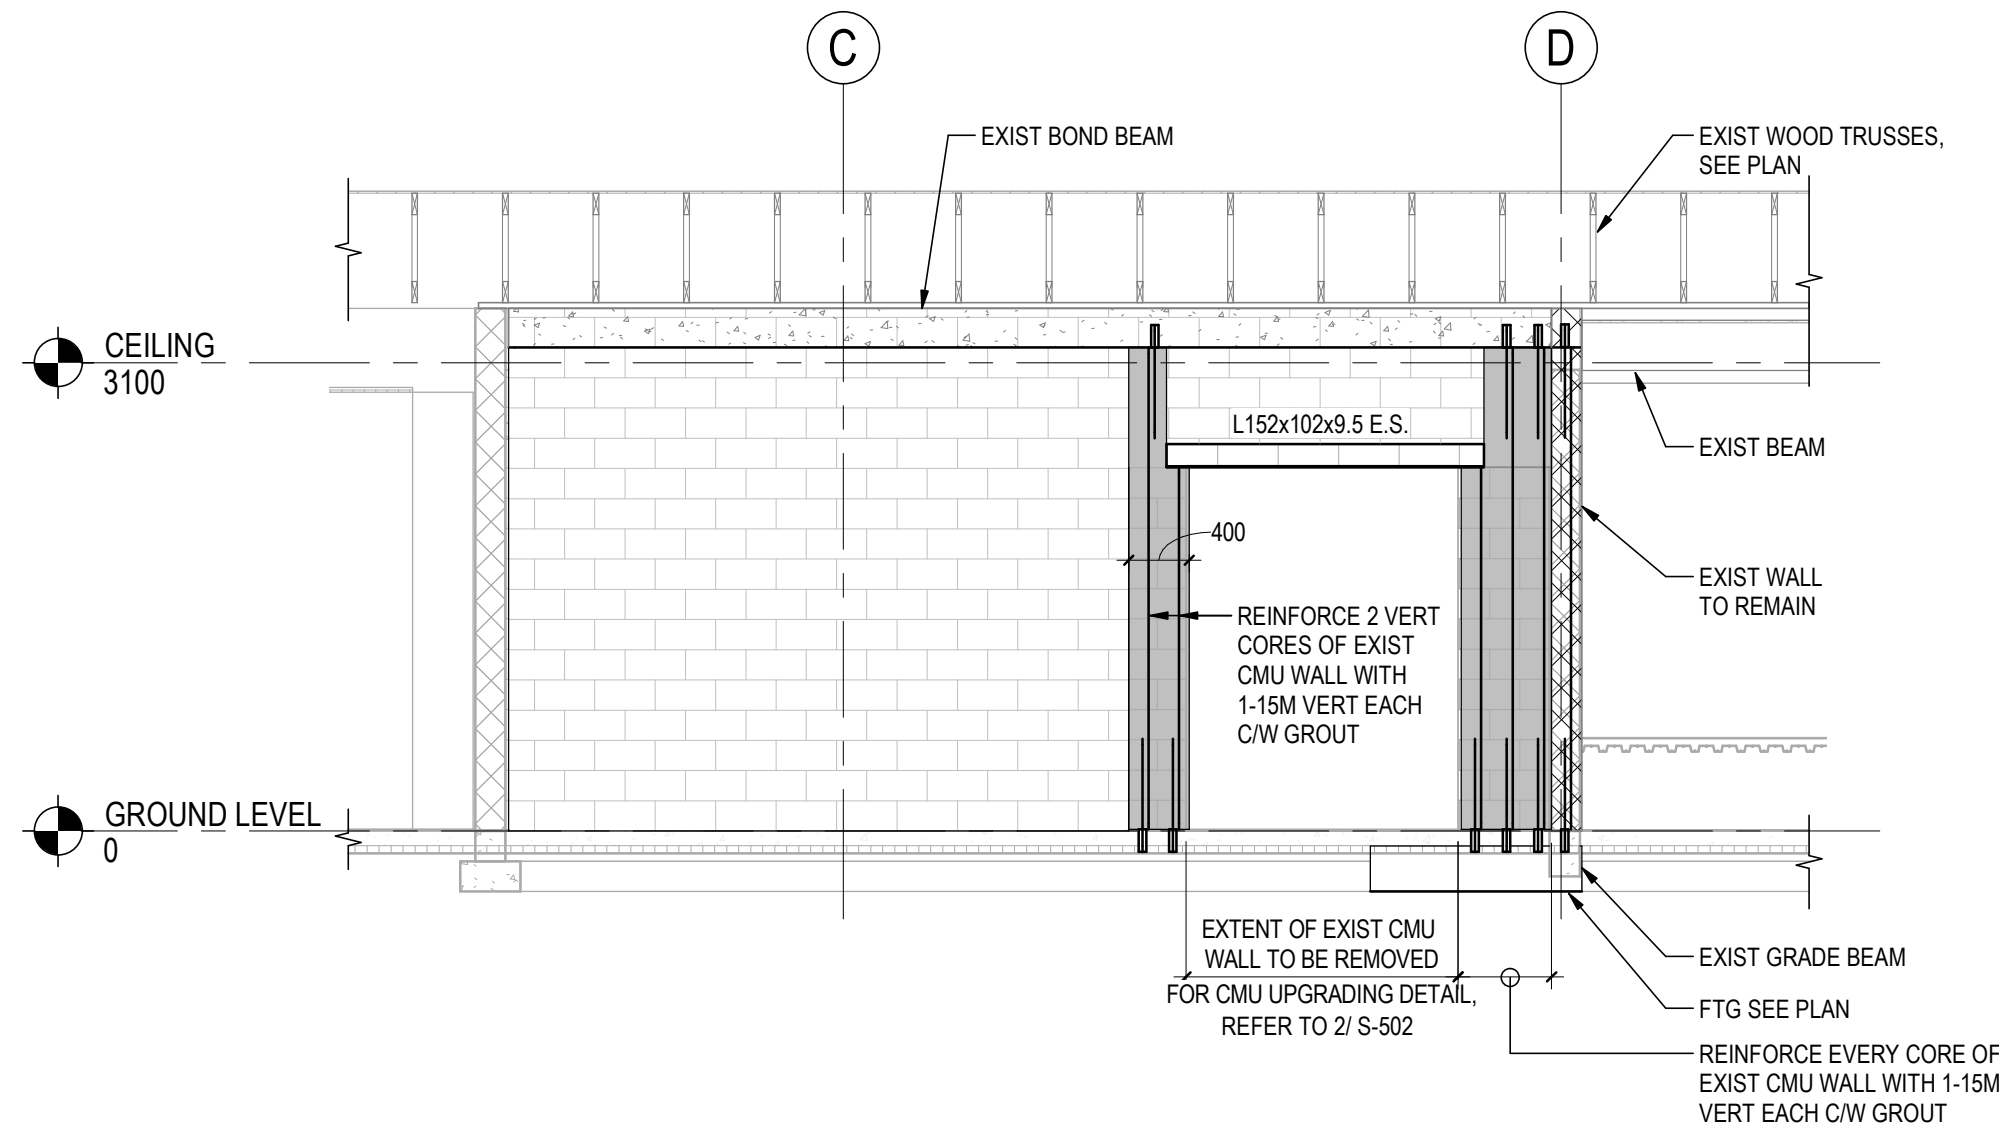 C
D
EXIST BOND BEAM
EXIST WOOD TRUSSES,
SEE PLAN
CEILING
3100
L152x102x9.5 E.S.
EXIST BEAM
400
EXIST WALL
TO REMAIN
REINFORCE 2 VERT
CORES OF EXIST
CMU WALL WITH
1-15M VERT EACH
C/W GROUT
GROUND LEVEL
0
EXTENT OF EXIST CMU
WALL TO BE REMOVED
FOR CMU UPGRADING DETAIL,
REFER TO 2/ S-502
EXIST GRADE BEAM
FTG SEE PLAN
REINFORCE EVERY CORE OF
EXIST CMU WALL WITH 1-15M
VERT EACH C/W GROUT